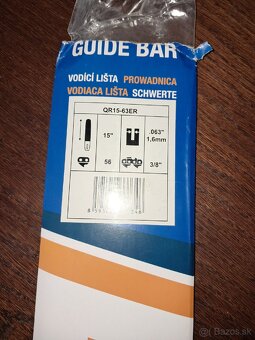 GUIDE BAR
VODÍCÍ LIŠTA PROWADNICA
VODIACA LIŠTA SCHWERTE
QR15-63ER
15" .063"
1,6mm
56 3/8"
Bazos.sk